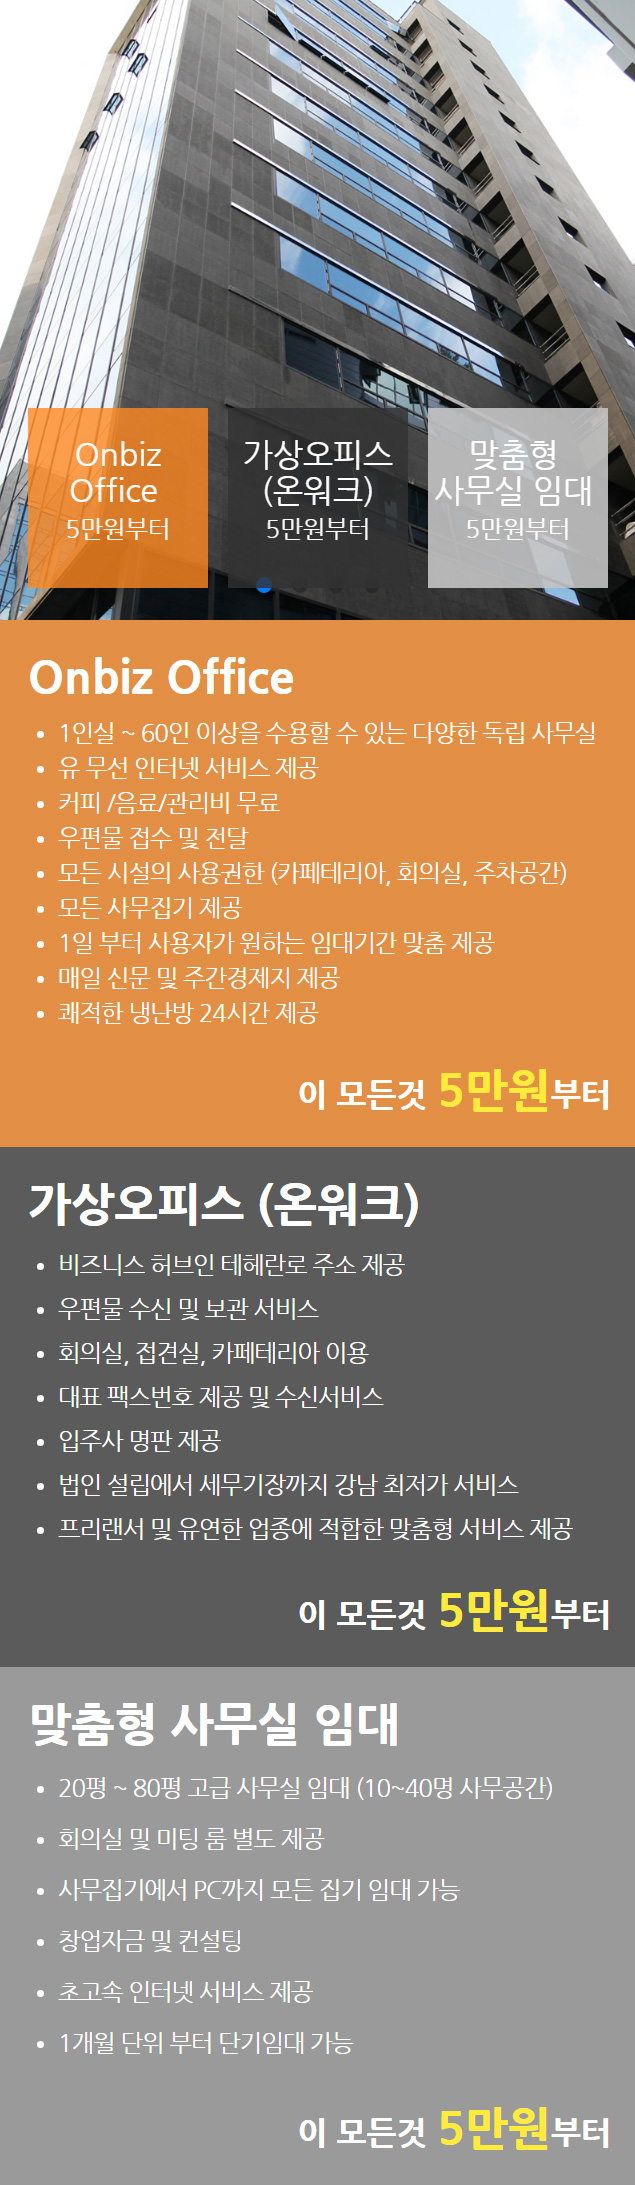 Onbiz
Office
5만원부터
가상오피스
(온워크)
5만원부터
맞춤형
사무실 임대
5만원부터
Onbiz Office
• 1인실 ~ 60인 이상을 수용할 수 있는 다양한 독립 사무실
• 유 무선 인터넷 서비스 제공
• 커피 /음료/관리비 무료
• 우편물 접수 및 전달
• 모든 시설의 사용권한 (카페테리아, 회의실, 주차공간)
• 모든 사무집기 제공
• 1일 부터 사용자가 원하는 임대기간 맞춤 제공
• 매일 신문 및 주간경제지 제공
• 쾌적한 냉난방 24시간 제공
이 모든것 5만원부터
가상오피스 (온워크)
• 비즈니스 허브인 테헤란로 주소 제공
• 우편물 수신 및 보관 서비스
• 회의실, 접견실, 카페테리아 이용
• 대표 팩스번호 제공 및 수신서비스
• 입주사 명판 제공
• 법인 설립에서 세무기장까지 강남 최저가 서비스
• 프리랜서 및 유연한 업종에 적합한 맞춤형 서비스 제공
이 모든것 5만원부터
맞춤형 사무실 임대
• 20평 ~ 80평 고급 사무실 임대 (10~40명 사무공간)
• 회의실 및 미팅 룸 별도 제공
• 사무집기에서 PC까지 모든 집기 임대 가능
• 창업자금 및 컨설팅
• 초고속 인터넷 서비스 제공
• 1개월 단위 부터 단기임대 가능
이 모든것 5만원부터